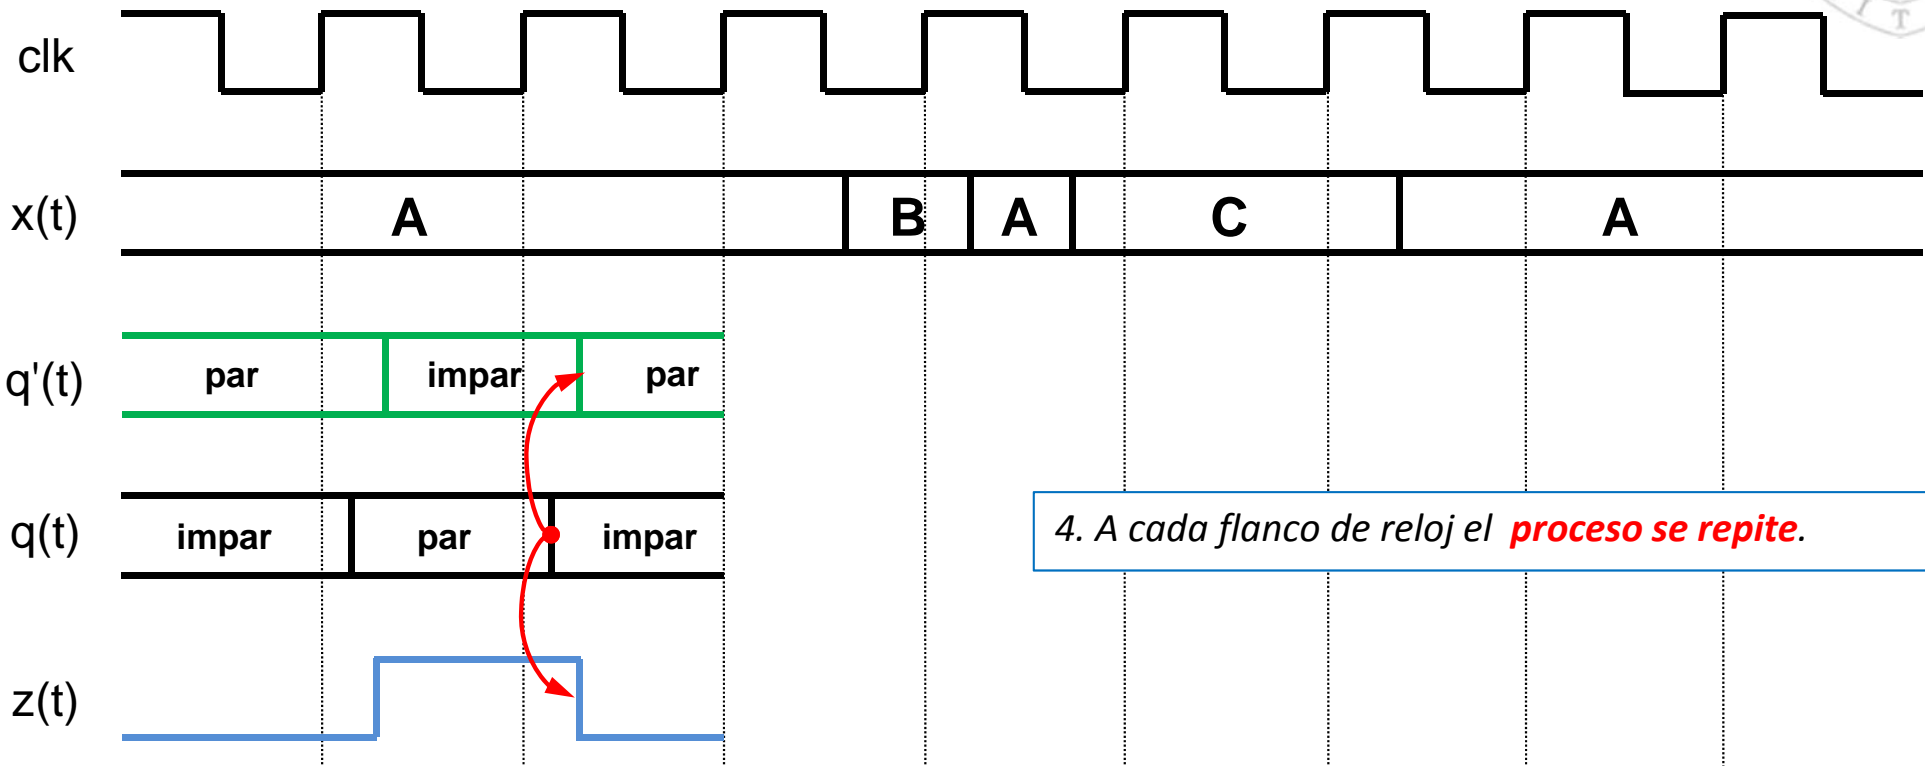 clk
x(t) A B A C A
q'(t) par impar par
q(t) impar par impar
4. A cada flanco de reloj el proceso se repite.
z(t)
T